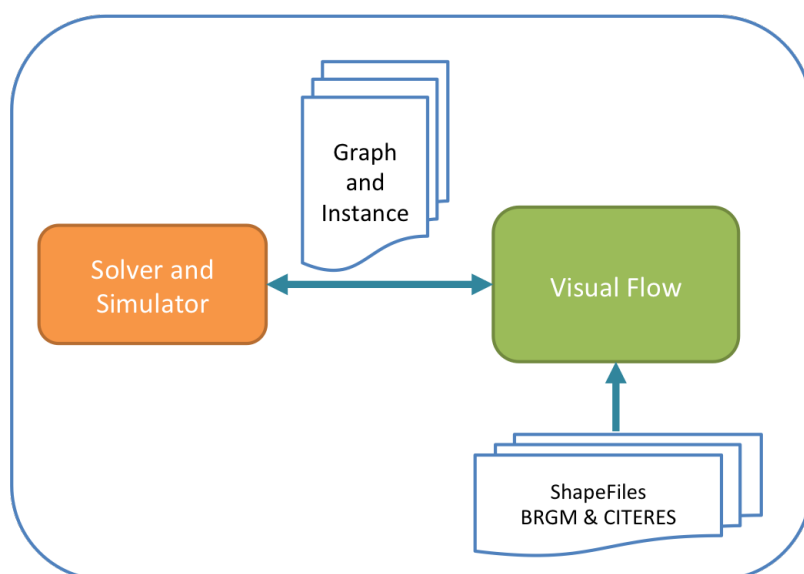 Graph
and
Instance
Solver and
Simulator
Visual Flow
ShapeFiles
BRGM & CITERES